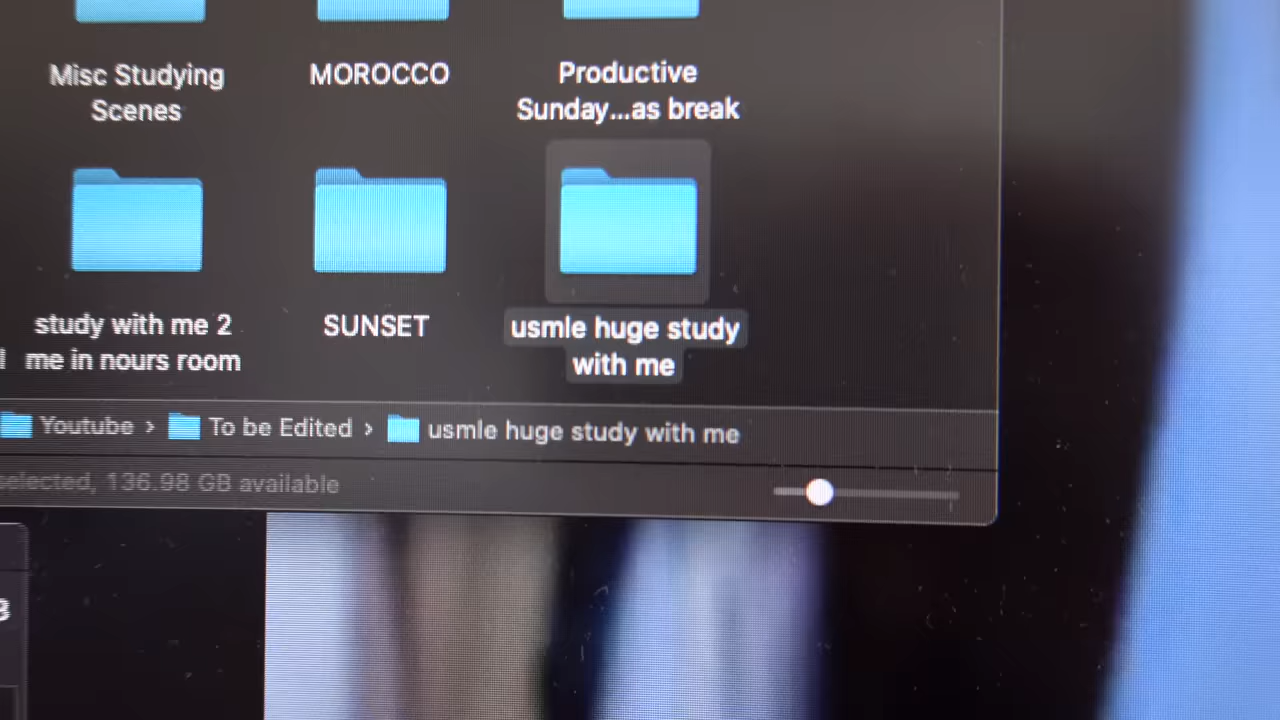 Misc Studying
Scenes
MOROCCO
Productive
Sunday...as break
study with me 2
me in nours room
SUNSET
usmle huge study
with me
Youtube › To be Edited › usmle huge study with me
selected, 136.98 GB available